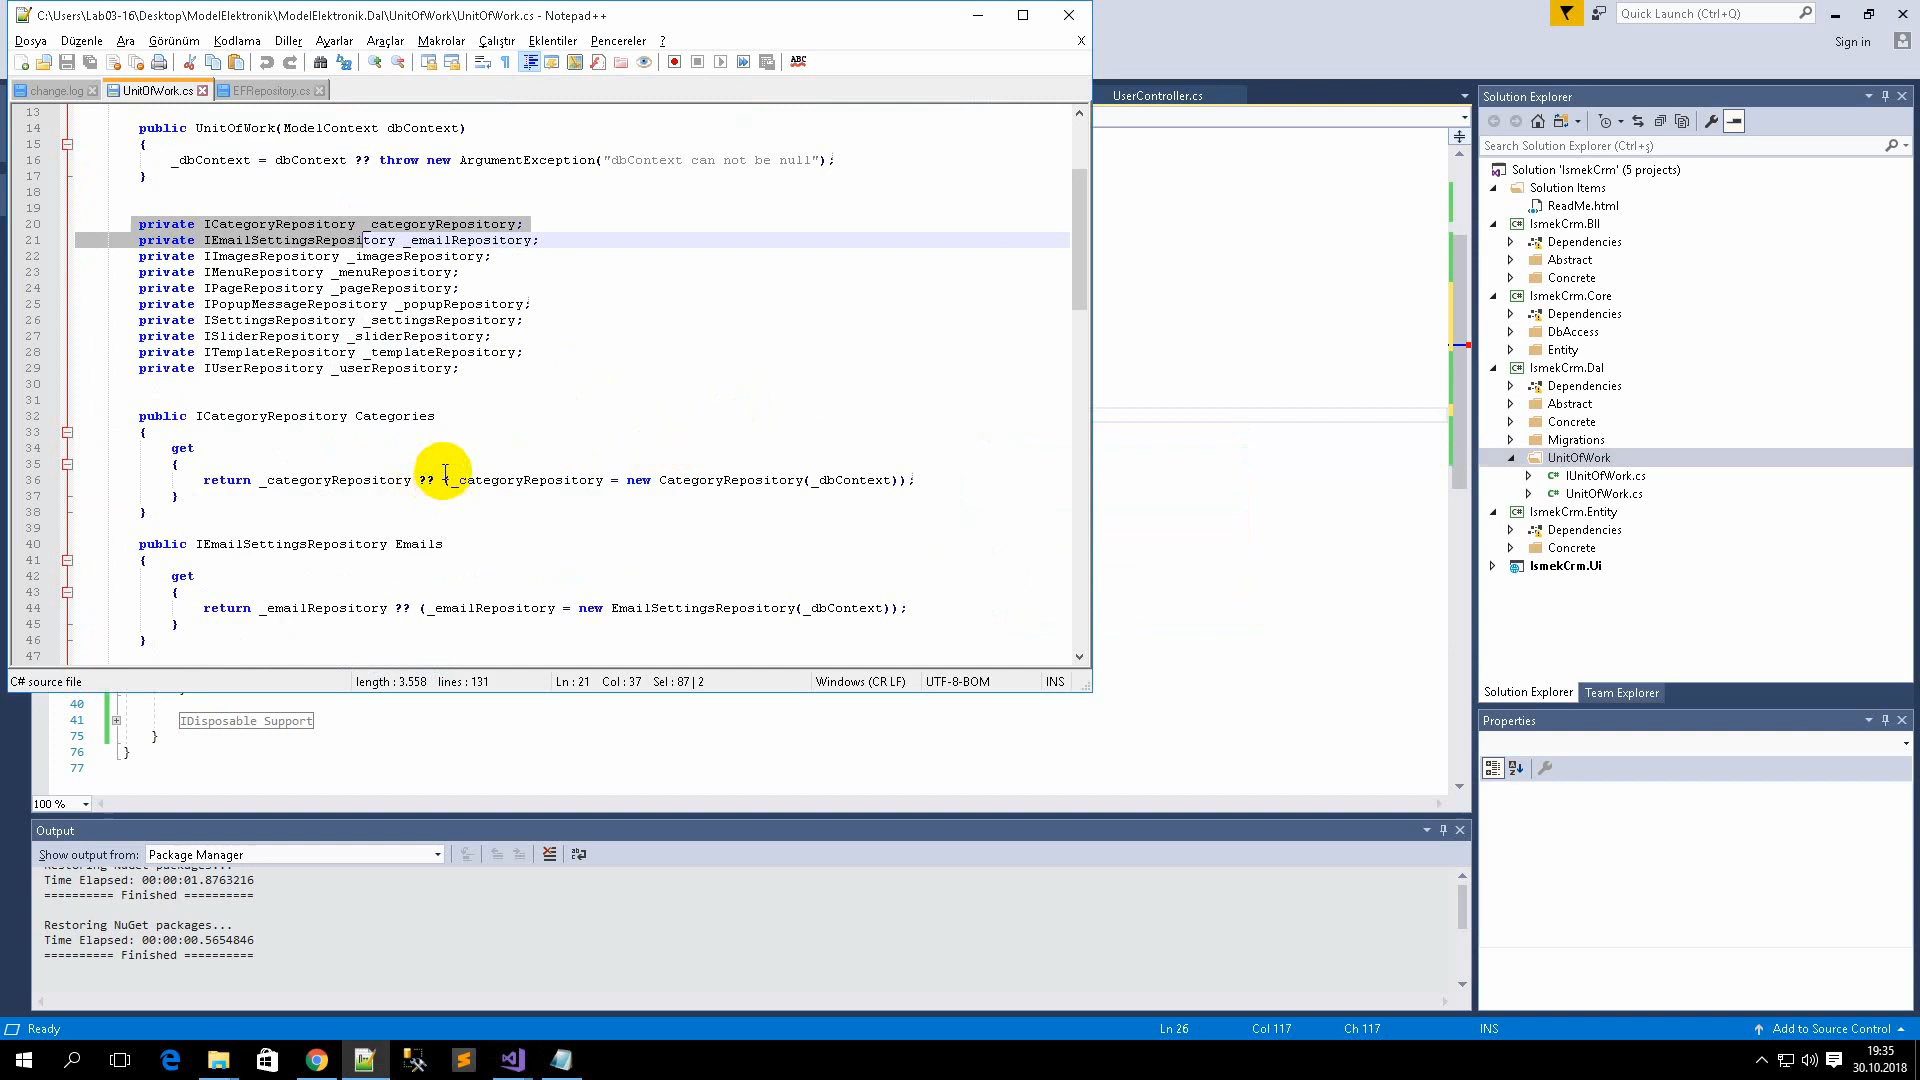 C:\Users\Lab03-16\Desktop\ModelElektronik\ModelElektronik.Dal\UnitOfWork\UnitOfWork.cs - Notepad++
Dosya Düzenle Ara Görünüm Kodlama Diller Ayarlar Araçlar Makrolar Çalıştır Eklentiler Pencereler ? X
change.log UnitOfWork.cs EFRepository.cs
13
14 public UnitOfWork(ModelContext dbContext)
15 {
16 _dbContext = dbContext ?? throw new ArgumentException("dbContext can not be null");
17 }
18
19
20 private ICategoryRepository _categoryRepository;
21 private IEmailSettingsRepository _emailRepository;
22 private IImagesRepository _imagesRepository;
23 private IMenuRepository _menuRepository;
24 private IPageRepository _pageRepository;
25 private IPopupMessageRepository _popupRepository;
26 private ISettingsRepository _settingsRepository;
27 private ISliderRepository _sliderRepository;
28 private ITemplateRepository _templateRepository;
29 private IUserRepository _userRepository;
30
31
32 public ICategoryRepository Categories
33 {
34 get
35 {
36 return _categoryRepository ?? (_categoryRepository = new CategoryRepository(_dbContext));
37 }
38 }
39
40 public IEmailSettingsRepository Emails
41 {
42 get
43 {
44 return _emailRepository ?? (_emailRepository = new EmailSettingsRepository(_dbContext));
45 }
46 }
47
C# source file length : 3.558 lines : 131 Ln : 21 Col : 37 Sel : 87 | 2 Windows (CR LF) UTF-8-BOM INS
40
41 IDisposable Support
75 }
76 }
77
100 %
Output
Show output from: Package Manager
Restoring NuGet packages...
Time Elapsed: 00:00:01.8763216
========== Finished ==========
Restoring NuGet packages...
Time Elapsed: 00:00:00.5654846
========== Finished ==========
UserController.cs
Quick Launch (Ctrl+Q)
Sign in
Solution Explorer
Search Solution Explorer (Ctrl+ş)
Solution 'IsmekCrm' (5 projects)
Solution Items
ReadMe.html
IsmekCrm.Bll
Dependencies
Abstract
Concrete
IsmekCrm.Core
Dependencies
DbAccess
Entity
IsmekCrm.Dal
Dependencies
Abstract
Concrete
Migrations
UnitOfWork
IUnitOfWork.cs
UnitOfWork.cs
IsmekCrm.Entity
Dependencies
Concrete
IsmekCrm.Ui
Solution Explorer Team Explorer
Properties
Ready Ln 26 Col 117 Ch 117 INS Add to Source Control
19:35
30.10.2018